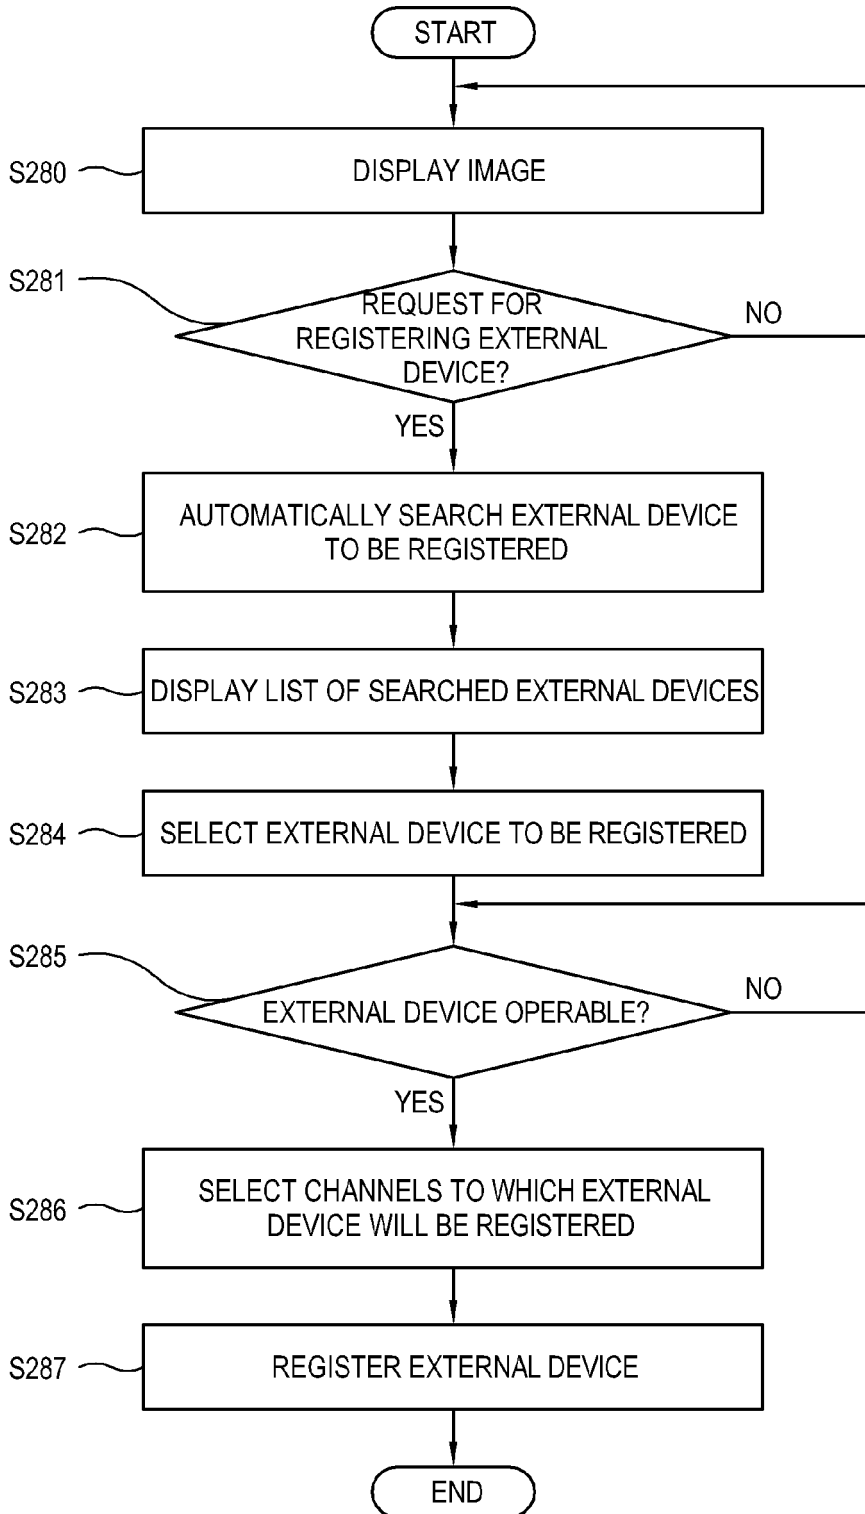 START
S280
DISPLAY IMAGE
S281
REQUEST FOR
REGISTERING EXTERNAL
DEVICE?
NO
YES
S282
AUTOMATICALLY SEARCH EXTERNAL DEVICE
TO BE REGISTERED
S283
DISPLAY LIST OF SEARCHED EXTERNAL DEVICES
S284
SELECT EXTERNAL DEVICE TO BE REGISTERED
S285
EXTERNAL DEVICE OPERABLE?
NO
YES
S286
SELECT CHANNELS TO WHICH EXTERNAL
DEVICE WILL BE REGISTERED
S287
REGISTER EXTERNAL DEVICE
END